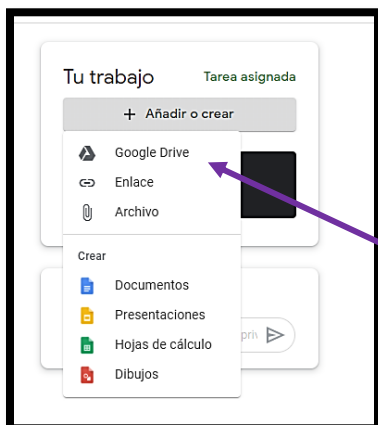 Tu trabajo Tarea asignada
+ Añadir o crear
Google Drive
Enlace
Archivo
Crear
Documentos
Presentaciones
Hojas de cálculo
Dibujos